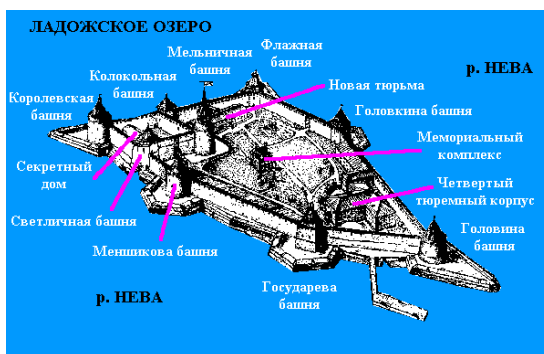 ЛАДОЖСКОЕ ОЗЕРО
Флажная
башня
Мельничная
башня
Колокольная
башня
Королевская
башня
р. НЕВА
Новая тюрьма
Головкина башня
Мемориальный
комплекс
Секретный
дом
Четвертый
тюремный корпус
Светличная башня
Меншикова башня
Головина
башня
Государева
башня
р. НЕВА